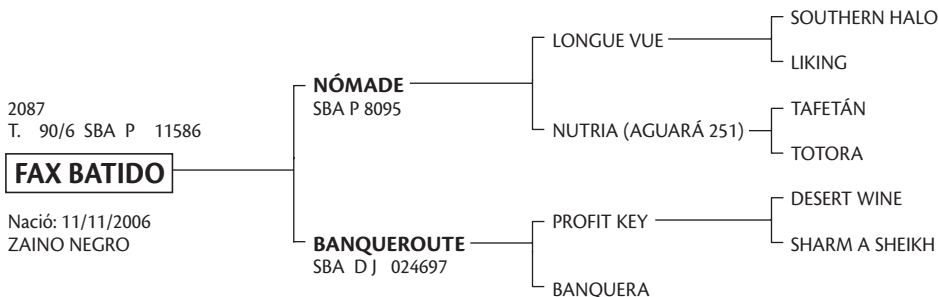 2087
T. 90/6 SBA P 11586
FAX BATIDO
Nació: 11/11/2006
ZAINO NEGRO
NÓMADE
SBA P 8095
BANQUEROUTE
SBA D J 024697
LONGUE VUE
NUTRIA (AGUARÁ 251)
PROFIT KEY
BANQUERA
SOUTHERN HALO
LIKING
TAFETÁN
TOTORA
DESERT WINE
SHARM A SHEIKH